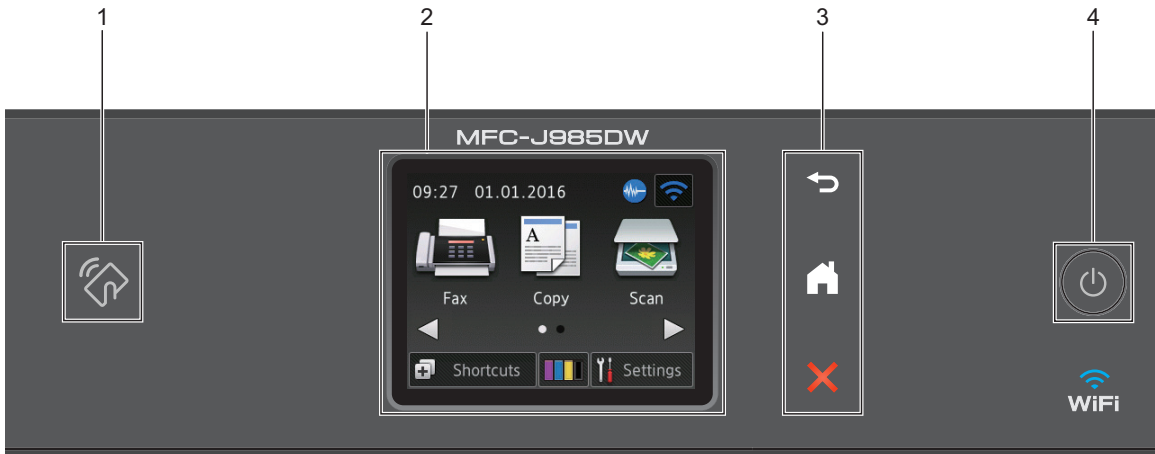 1 2 3 4
MFC-J985DW
09:27 01.01.2016
A
Fax Copy Scan
Shortcuts Settings
WiFi